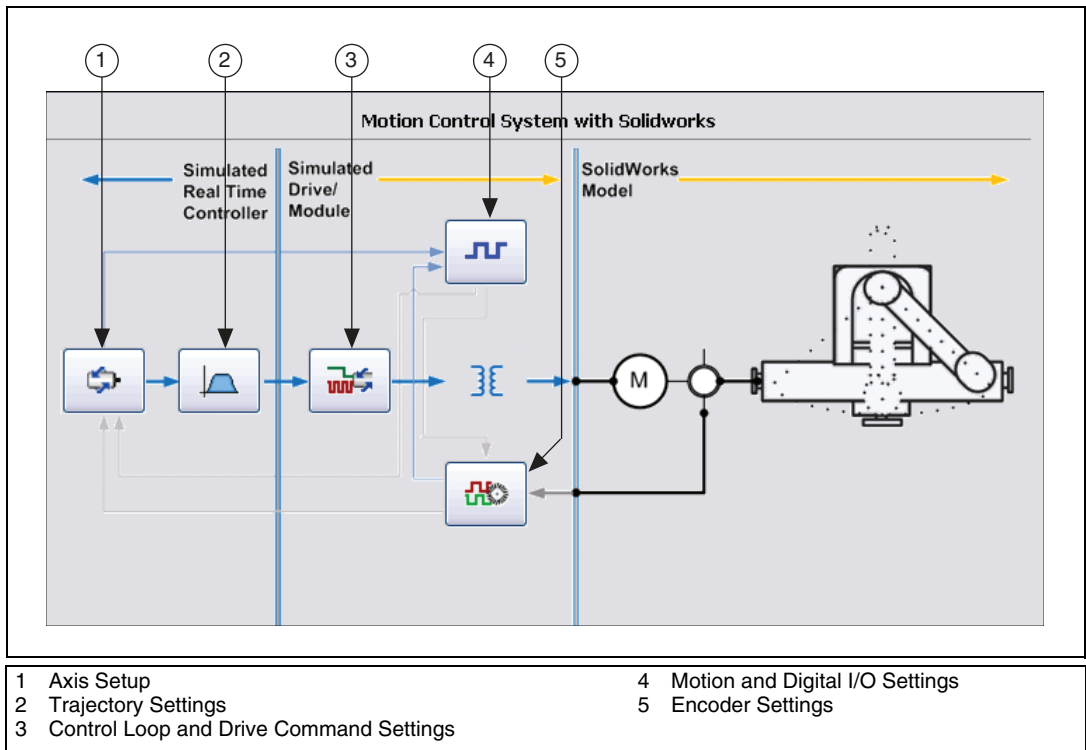 1 2 3 4 5
Motion Control System with Solidworks
Simulated
Real Time
Controller
Simulated
Drive/
Module
SolidWorks
Model
M
1 Axis Setup
2 Trajectory Settings
3 Control Loop and Drive Command Settings
4 Motion and Digital I/O Settings
5 Encoder Settings